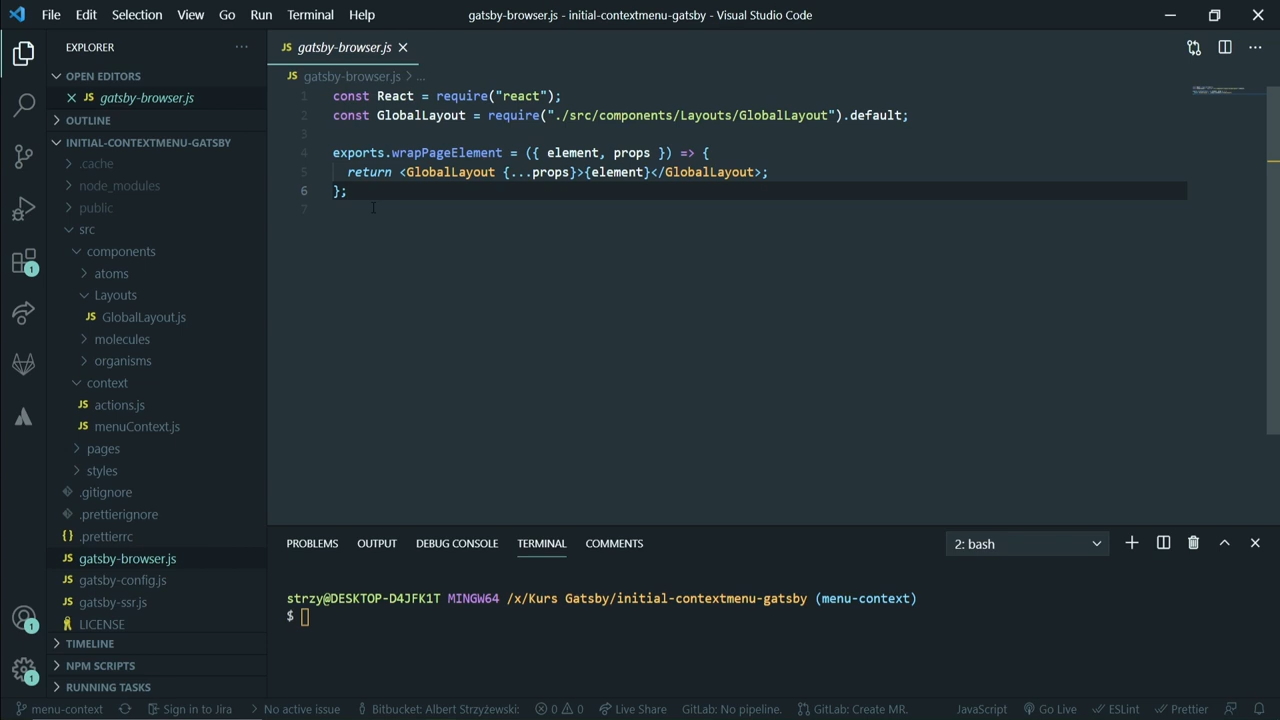 File Edit Selection View Go Run Terminal Help gatsby-browser.js - initial-contextmenu-gatsby - Visual Studio Code
EXPLORER ...
OPEN EDITORS
JS gatsby-browser.js
OUTLINE
INITIAL-CONTEXTMENU-GATSBY
.cache
node_modules
public
src
components
atoms
Layouts
JS GlobalLayout.js
molecules
organisms
context
JS actions.js
JS menuContext.js
pages
styles
.gitignore
.prettierignore
{} .prettierrc
JS gatsby-browser.js
JS gatsby-config.js
JS gatsby-ssr.js
LICENSE
TIMELINE
NPM SCRIPTS
RUNNING TASKS
1
1
1
JS gatsby-browser.js
JS gatsby-browser.js > ...
1 const React = require("react");
2 const GlobalLayout = require("./src/components/Layouts/GlobalLayout").default;
3
4 exports.wrapPageElement = ({ element, props }) => {
5 return <GlobalLayout {...props}>{element}</GlobalLayout>;
6 };
7
PROBLEMS OUTPUT DEBUG CONSOLE TERMINAL COMMENTS 2: bash
strzy@DESKTOP-D4JFK1T MINGW64 /x/Kurs Gatsby/initial-contextmenu-gatsby (menu-context)
$
menu-context Sign in to Jira No active issue Bitbucket: Albert Strzyżewski: 0 0 Live Share GitLab: No pipeline. GitLab: Create MR. JavaScript Go Live ESLint Prettier